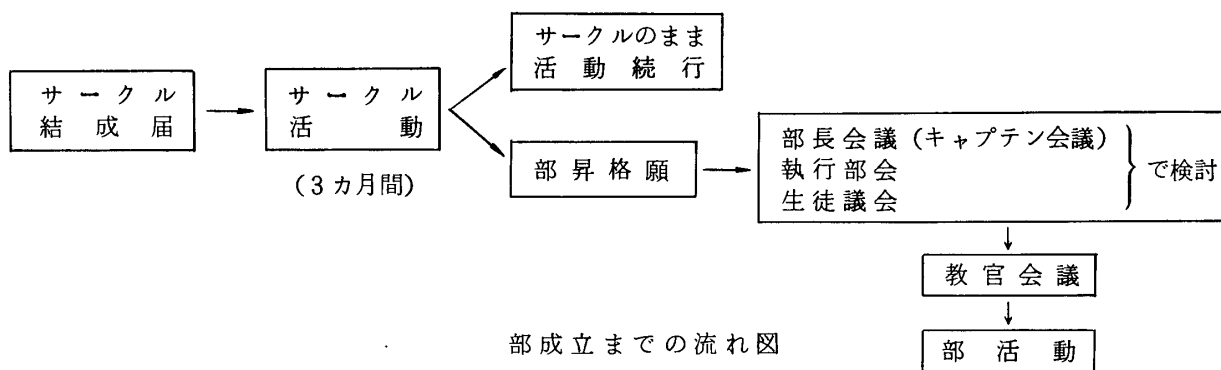 サークル
結成届
サークル
活動
(3カ月間)
サークルのまま
活動続行
部昇格願
部長会議(キャプテン会議)
執行部会
生徒議会
で検討
教官会議
部活動
部成立までの流れ図